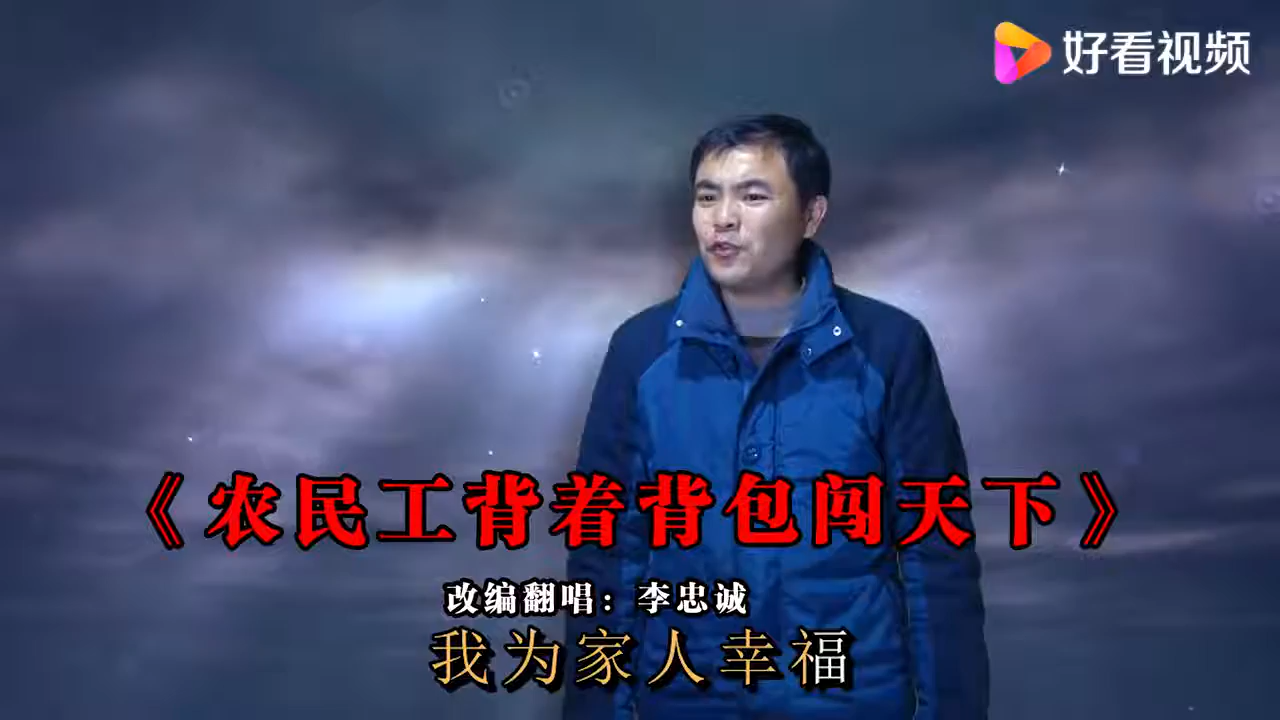 好看视频
《农民工背着背包闯天下》
改编翻唱：李忠诚
我为家人幸福